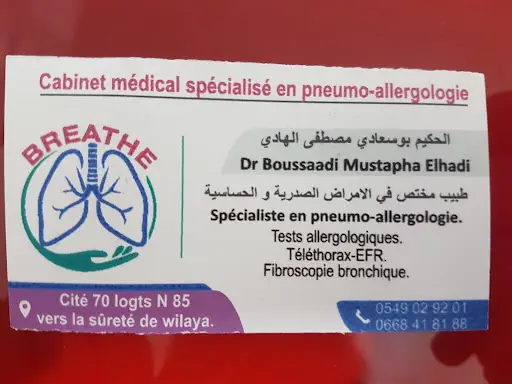 Cabinet médical spécialisé en pneumo-allergologie
BREATHE
الحكيم بوسعادي مصطفى الهادي
Dr Boussaadi Mustapha Elhadi
طبيب مختص في الامراض الصدرية و الحساسية
Spécialiste en pneumo-allergologie.
Tests allergologiques.
Téléthorax-EFR.
Fibroscopie bronchique.
Cité 70 logts N 85
vers la sûreté de wilaya.
0549 02 92 01
0668 41 81 88